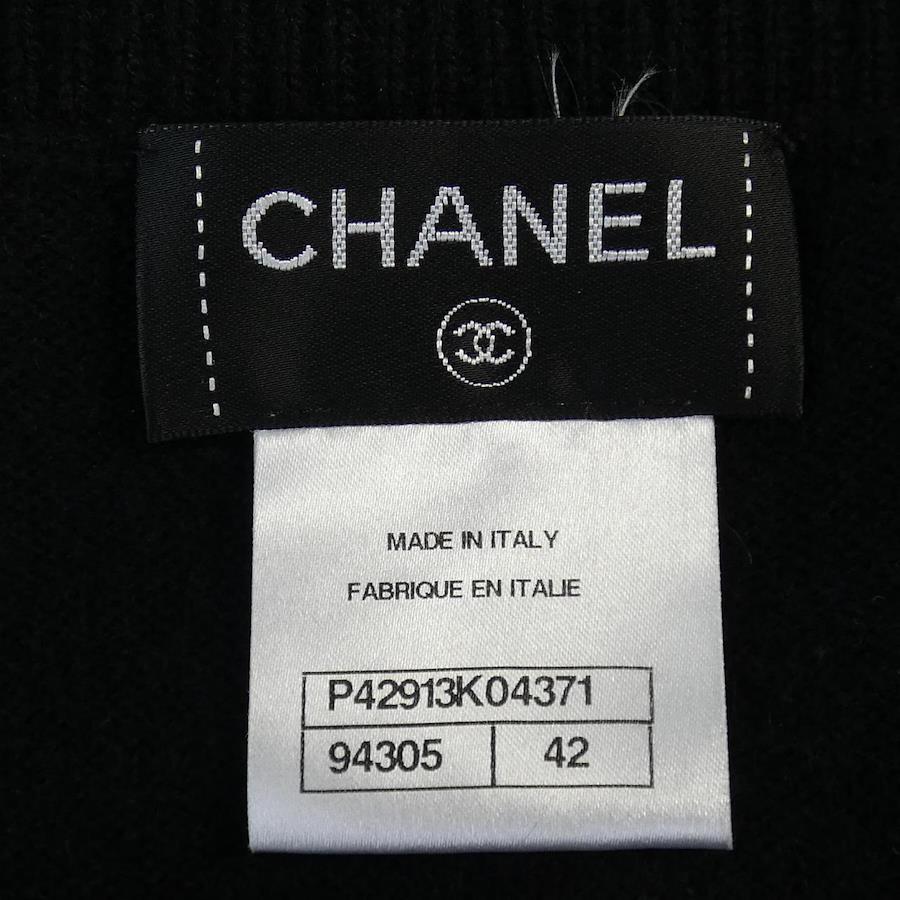 CHANEL
MADE IN ITALY
FABRIQUE EN ITALIE
P42913K04371
94305 42